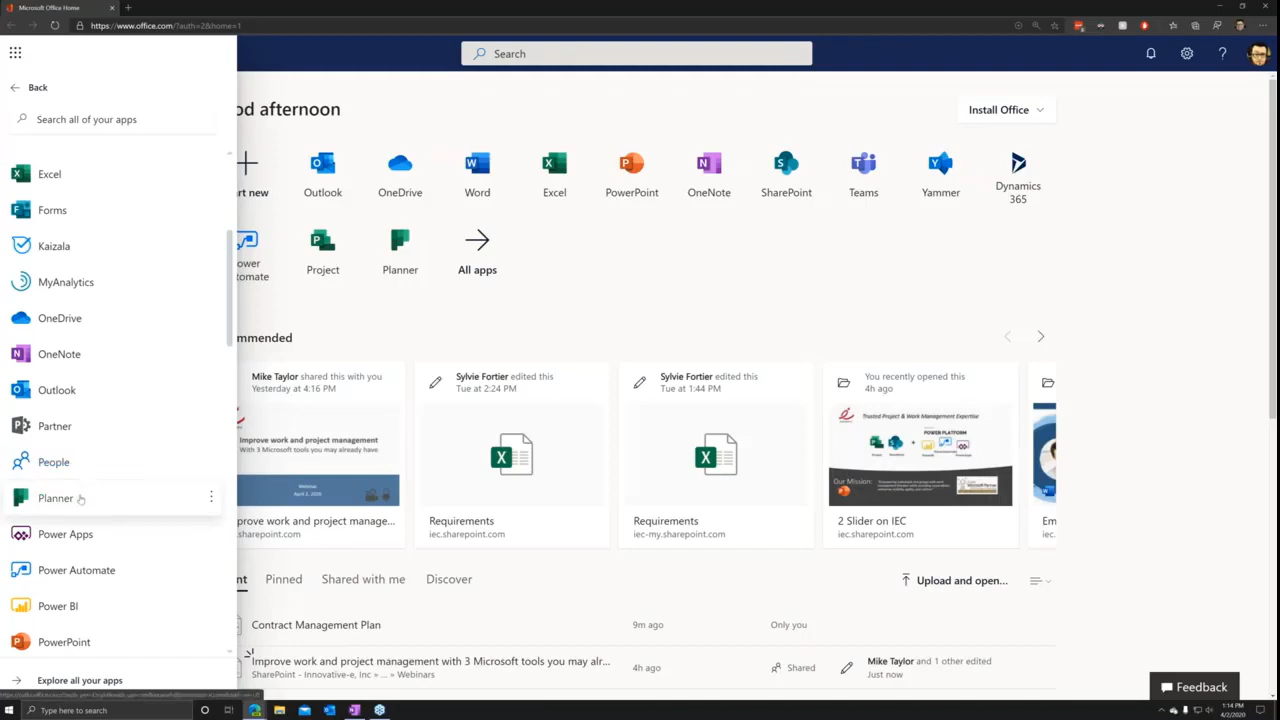 Microsoft Office Home
https://www.office.com/?auth=2&home=1
Search
Back
Search all of your apps
Excel
Forms
Kaizala
MyAnalytics
OneDrive
OneNote
Outlook
Partner
People
Planner
Power Apps
Power Automate
Power BI
PowerPoint
Explore all your apps
od afternoon
Install Office
art new
Outlook
OneDrive
Word
Excel
PowerPoint
OneNote
SharePoint
Teams
Yammer
Dynamics
365
ower
tomate
Project
Planner
All apps
mmended
Mike Taylor shared this with you
Yesterday at 4:16 PM
Improve work and project management
With 3 Microsoft tools you may already have
Webinar
April 2, 2020
prove work and project manage...
.sharepoint.com
Sylvie Fortier edited this
Tue at 2:24 PM
Requirements
iec.sharepoint.com
Sylvie Fortier edited this
Tue at 1:44 PM
Requirements
iec-my.sharepoint.com
You recently opened this
4h ago
Trusted Project & Work Management Expertise
POWER PLATFORM
Our Mission:
2 Slider on IEC
iec.sharepoint.com
Em
iec.
nt
Pinned
Shared with me
Discover
Upload and open...
Contract Management Plan
9m ago
Only you
Improve work and project management with 3 Microsoft tools you may alr...
SharePoint - Innovative-e, Inc » ... » Webinars
4h ago
Shared
Mike Taylor and 1 other edited
Just now
Feedback
Type here to search
1:14 PM
4/2/2020